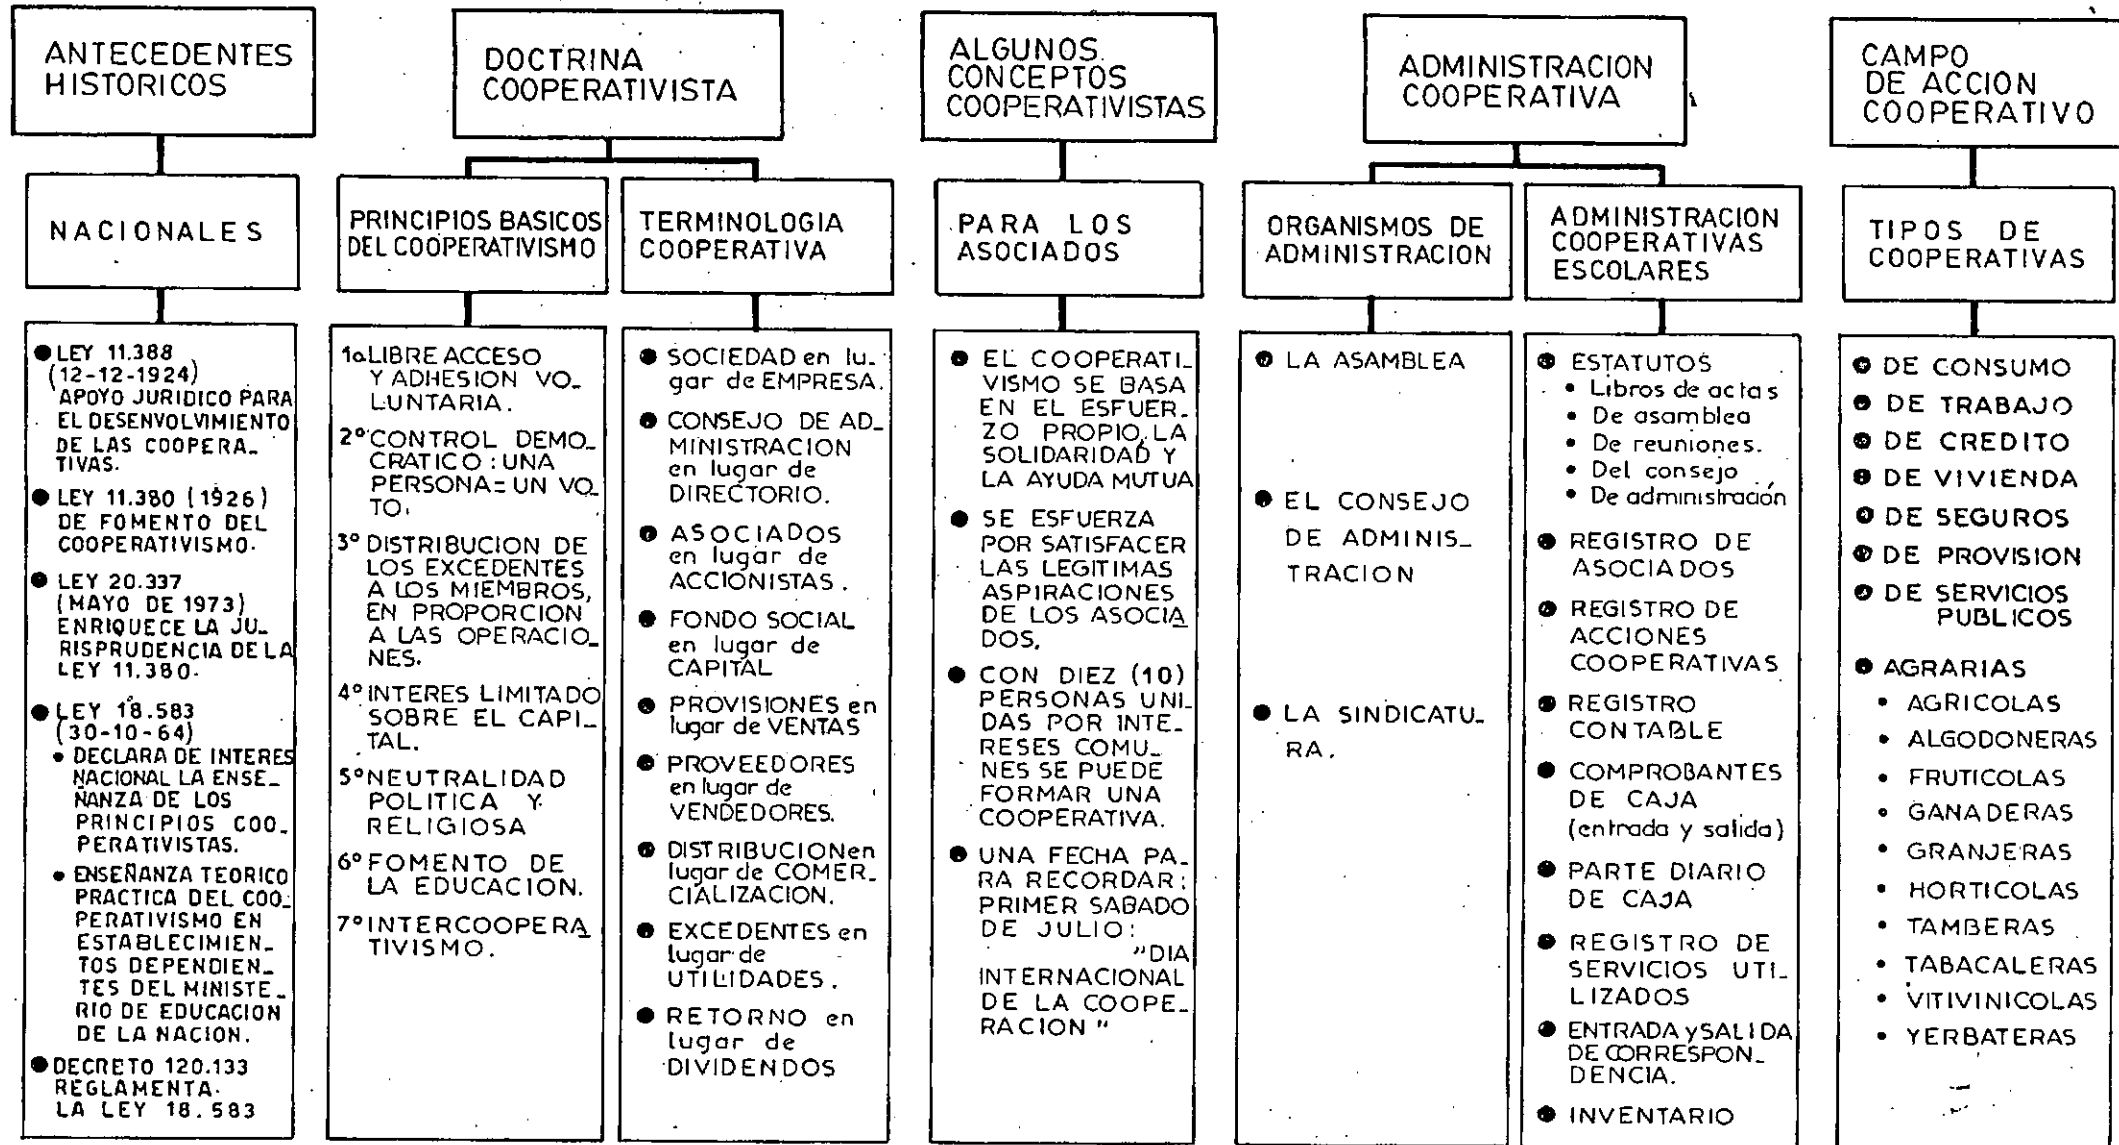 ANTECEDENTES
HISTORICOS
NACIONALES
● LEY 11.388
(12-12-1924)
APOYO JURIDICO PARA
EL DESENVOLVIMIENTO
DE LAS COOPERA_
TIVAS.
● LEY 11.380 (1926)
DE FOMENTO DEL
COOPERATIVISMO.
● LEY 20.337
(MAYO DE 1973)
ENRIQUECE LA JU_
RISPRUDENCIA DE LA
LEY 11.380.
● LEY 18.583
(30-10-64)
• DECLARA DE INTERES
NACIONAL LA ENSE_
ÑANZA DE LOS
PRINCIPIOS COO_
PERATIVISTAS.
• ENSEÑANZA TEORICO
PRACTICA DEL COO_
PERATIVISMO EN
ESTABLECIMIEN_
TOS DEPENDIEN_
TES DEL MINISTE_
RIO DE EDUCACION
DE LA NACION.
● DECRETO 120.133
REGLAMENTA
LA LEY 18.583
DOCTRINA
COOPERATIVISTA
PRINCIPIOS BASICOS
DEL COOPERATIVISMO
1o LIBRE ACCESO
Y ADHESION VO_
LUNTARIA.
2° CONTROL DEMO_
CRATICO: UNA
PERSONA= UN VO_
TO.
3° DISTRIBUCION DE
LOS EXCEDENTES
A LOS MIEMBROS,
EN PROPORCION
A LAS OPERACIO_
NES.
4° INTERES LIMITADO
SOBRE EL CAPI_
TAL.
5° NEUTRALIDAD
POLITICA Y
RELIGIOSA
6° FOMENTO DE
LA EDUCACION.
7° INTERCOOPERA_
TIVISMO.
TERMINOLOGIA
COOPERATIVA
● SOCIEDAD en lu_
gar de EMPRESA.
● CONSEJO DE AD_
MINISTRACION
en lugar de
DIRECTORIO.
● ASOCIADOS
en lugar de
ACCIONISTAS.
● FONDO SOCIAL
en lugar de
CAPITAL
● PROVISIONES en
lugar de VENTAS
● PROVEEDORES
en lugar de
VENDEDORES.
● DISTRIBUCION en
lugar de COMER_
CIALIZACION.
● EXCEDENTES en
lugar de
UTILIDADES.
● RETORNO en
lugar de
DIVIDENDOS
ALGUNOS
CONCEPTOS
COOPERATIVISTAS
PARA LOS
ASOCIADOS
● EL COOPERATI_
VISMO SE BASA
EN EL ESFUER_
ZO PROPIO, LA
SOLIDARIDAD Y
LA AYUDA MUTUA
● SE ESFUERZA
POR SATISFACER
LAS LEGITIMAS
ASPIRACIONES
DE LOS ASOCIA_
DOS.
● CON DIEZ (10)
PERSONAS UNI_
DAS POR INTE_
RESES COMU_
NES SE PUEDE
FORMAR UNA
COOPERATIVA.
● UNA FECHA PA_
RA RECORDAR:
PRIMER SABADO
DE JULIO:
"DIA
INTERNACIONAL
DE LA COOPE_
RACION"
ADMINISTRACION
COOPERATIVA
ORGANISMOS DE
ADMINISTRACION
● LA ASAMBLEA
● EL CONSEJO
DE ADMINIS_
TRACION
● LA SINDICATU_
RA.
ADMINISTRACION
COOPERATIVAS
ESCOLARES
● ESTATUTOS
• Libros de actas
• De asamblea
• De reuniones.
• Del consejo
• De administración
● REGISTRO DE
ASOCIADOS
● REGISTRO DE
ACCIONES
COOPERATIVAS
● REGISTRO
CONTABLE
● COMPROBANTES
DE CAJA
(entrada y salida)
● PARTE DIARIO
DE CAJA
● REGISTRO DE
SERVICIOS UTI_
LIZADOS
● ENTRADA y SALIDA
DE CORRESPON_
DENCIA.
● INVENTARIO
CAMPO
DE ACCION
COOPERATIVO
TIPOS DE
COOPERATIVAS
● DE CONSUMO
● DE TRABAJO
● DE CREDITO
● DE VIVIENDA
● DE SEGUROS
● DE PROVISION
● DE SERVICIOS
PUBLICOS
● AGRARIAS
• AGRICOLAS
• ALGODONERAS
• FRUTICOLAS
• GANADERAS
• GRANJERAS
• HORTICOLAS
• TAMBERAS
• TABACALERAS
• VITIVINICOLAS
• YERBATERAS